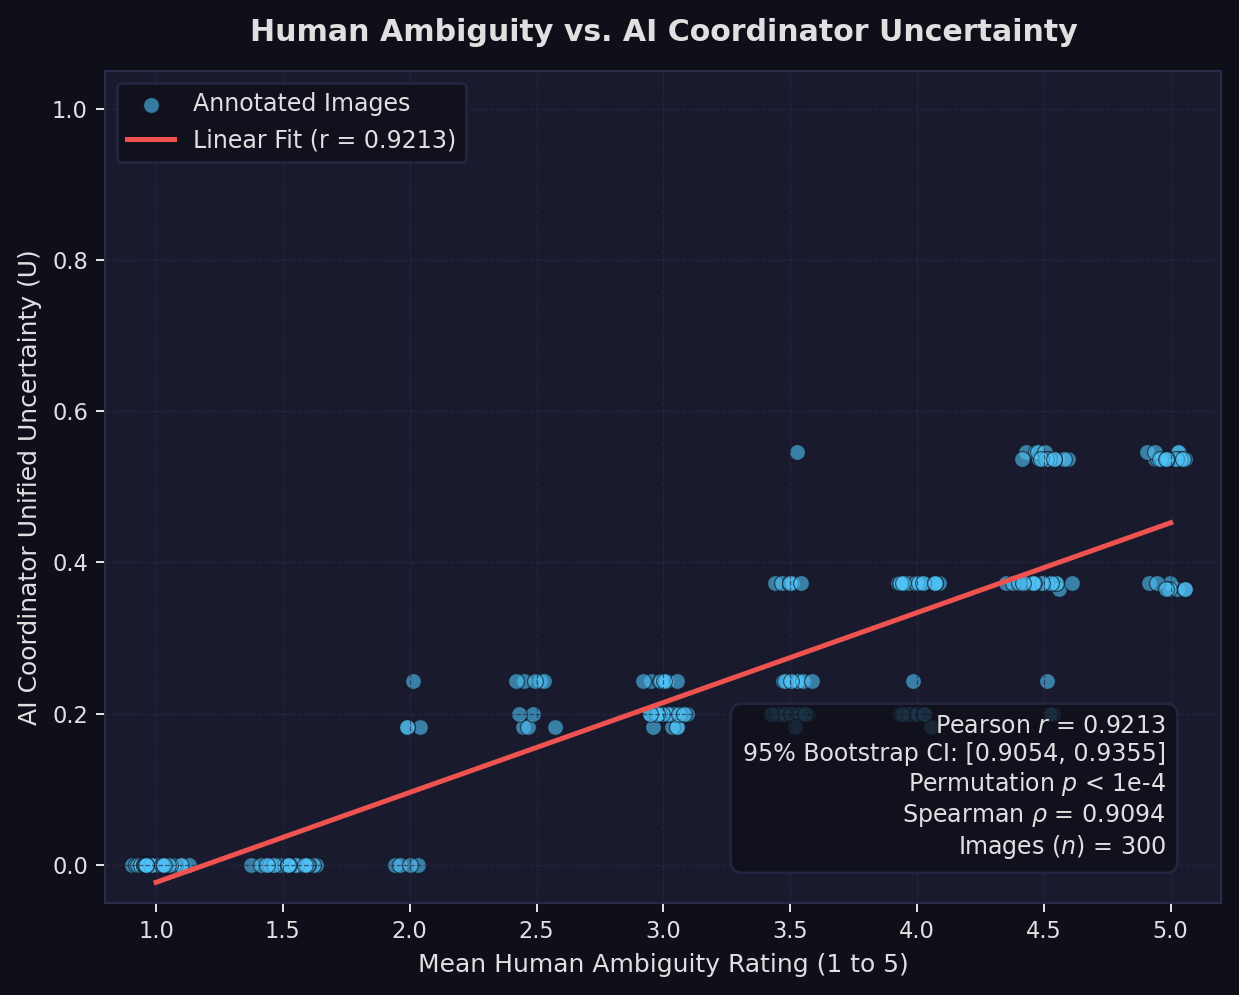 Human Ambiguity vs. AI Coordinator Uncertainty
Annotated Images
Linear Fit (r = 0.9213)
AI Coordinator Unified Uncertainty (U)
1.0
0.8
0.6
0.4
0.2
0.0
Pearson r = 0.9213
95% Bootstrap CI: [0.9054, 0.9355]
Permutation p < 1e-4
Spearman ρ = 0.9094
Images (n) = 300
1.0 1.5 2.0 2.5 3.0 3.5 4.0 4.5 5.0
Mean Human Ambiguity Rating (1 to 5)